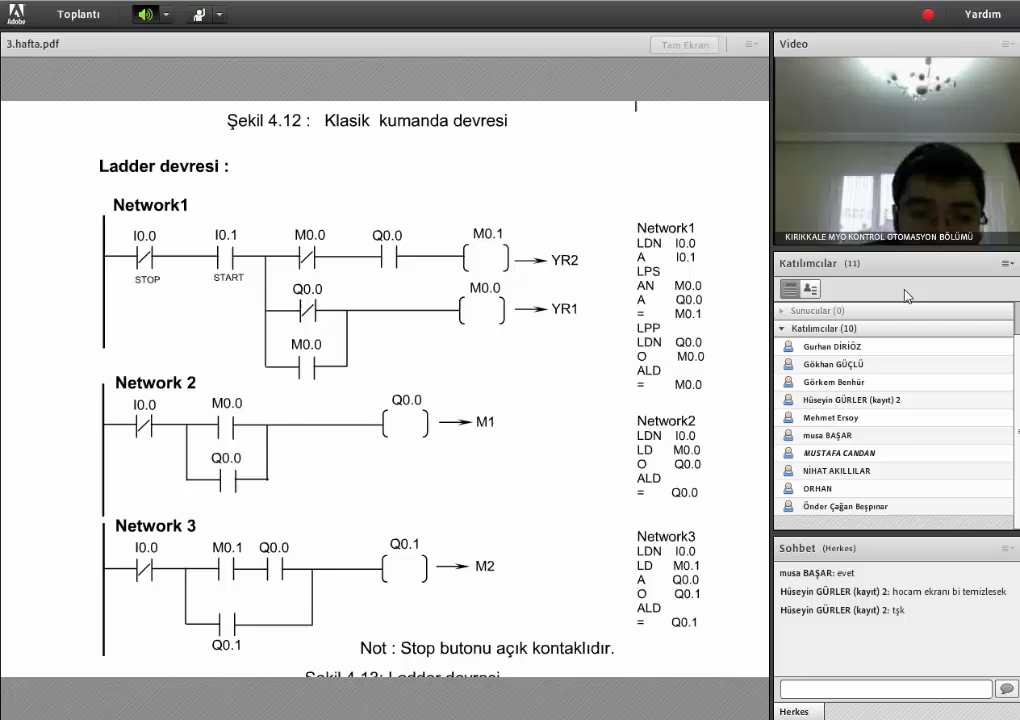 Adobe
Toplantı
Yardım
3.hafta.pdf
Tam Ekran
Şekil 4.12 : Klasik kumanda devresi
Ladder devresi :
Network1
I0.0
I0.1
M0.0
Q0.0
M0.1
STOP
START
YR2
Q0.0
M0.0
YR1
M0.0
Network 2
I0.0
M0.0
Q0.0
M1
Q0.0
Network 3
I0.0
M0.1
Q0.0
Q0.1
M2
Q0.1
Not : Stop butonu açık kontaklıdır.
Şekil 4.13: Ladder devresi
Network1
LDN I0.0
A I0.1
LPS
AN M0.0
A Q0.0
= M0.1
LPP
LDN Q0.0
O M0.0
ALD
= M0.0
Network2
LDN I0.0
LD M0.0
O Q0.0
ALD
= Q0.0
Network3
LDN I0.0
LD M0.1
A Q0.0
O Q0.1
ALD
= Q0.1
Video
KIRIKKALE MYO KONTROL OTOMASYON BÖLÜMÜ
Katılımcılar (11)
Sunucular (0)
Katılımcılar (10)
Gurhan DİRİÖZ
Gökhan GÜÇLÜ
Görkem Benhür
Hüseyin GÜRLER (kayıt) 2
Mehmet Ersoy
musa BAŞAR
MUSTAFA CANDAN
NİHAT AKILLILAR
ORHAN
Önder Çağan Beşpınar
Sohbet (Herkes)
musa BAŞAR: evet
Hüseyin GÜRLER (kayıt) 2: hocam ekranı bi temizlesek
Hüseyin GÜRLER (kayıt) 2: tşk
Herkes